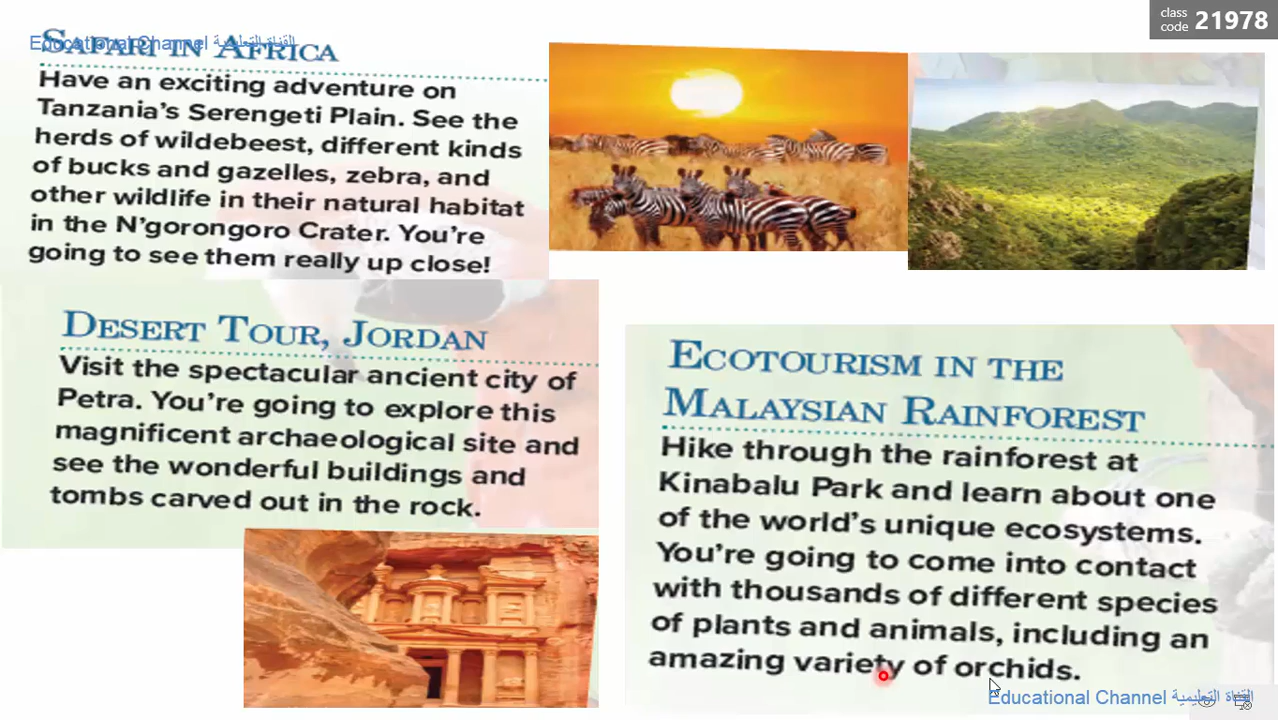 class
code 21978
Educational Channel القناة التعليمية
SAFARI IN AFRICA
Have an exciting adventure on
Tanzania's Serengeti Plain. See the
herds of wildebeest, different kinds
of bucks and gazelles, zebra, and
other wildlife in their natural habitat
in the N'gorongoro Crater. You're
going to see them really up close!
DESERT TOUR, JORDAN
Visit the spectacular ancient city of
Petra. You're going to explore this
magnificent archaeological site and
see the wonderful buildings and
tombs carved out in the rock.
ECOTOURISM IN THE
MALAYSIAN RAINFOREST
Hike through the rainforest at
Kinabalu Park and learn about one
of the world's unique ecosystems.
You're going to come into contact
with thousands of different species
of plants and animals, including an
amazing variety of orchids.
Educational Channel القناة التعليمية